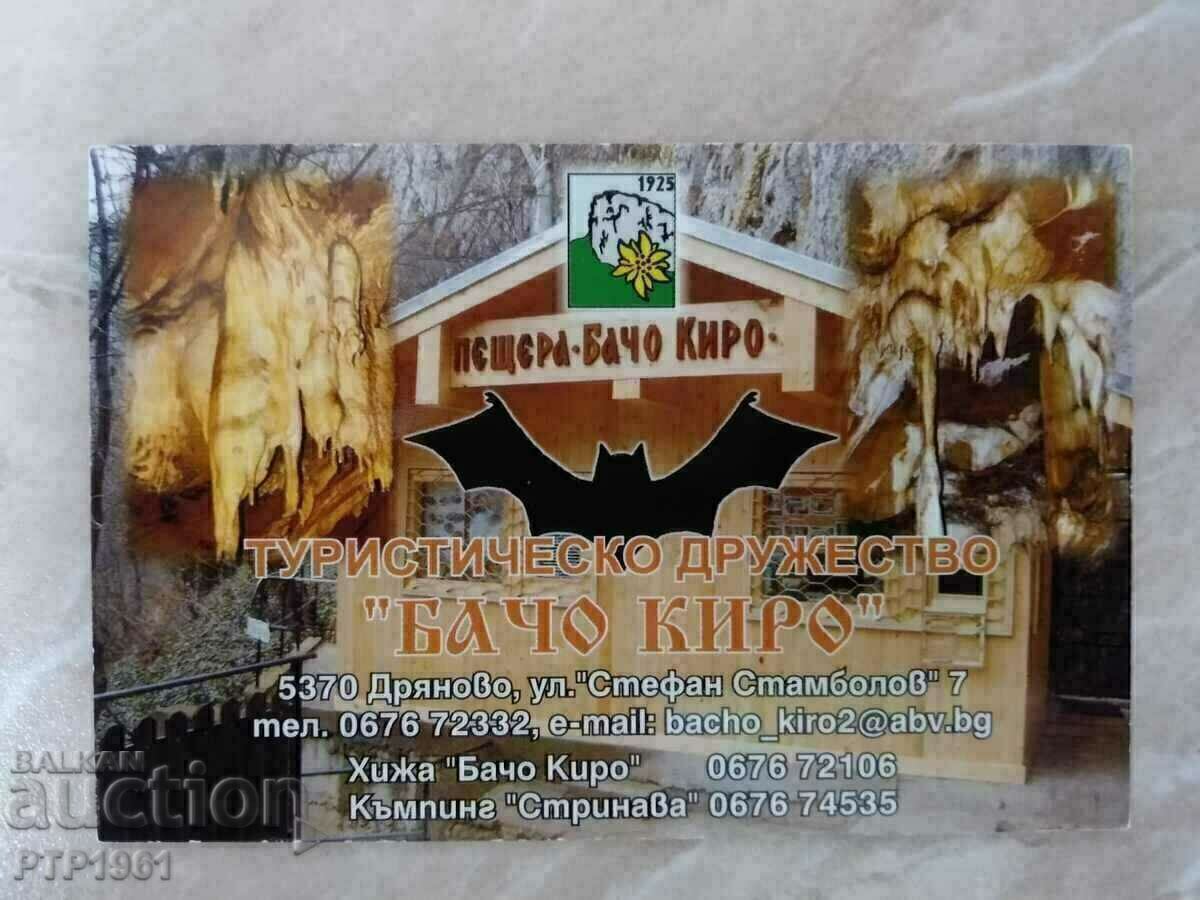 1925
ПЕЩЕРА·БАЧО КИРО·
ТУРИСТИЧЕСКО ДРУЖЕСТВО
"БАЧО КИРО"
5370 Дряново, ул."Стефан Стамболов" 7
тел. 0676 72332, e-mail: bacho_kiro2@abv.bg
Хижа "Бачо Киро" 0676 72106
Къмпинг "Стринава" 0676 74535
BALKAN
auction
PTP1961